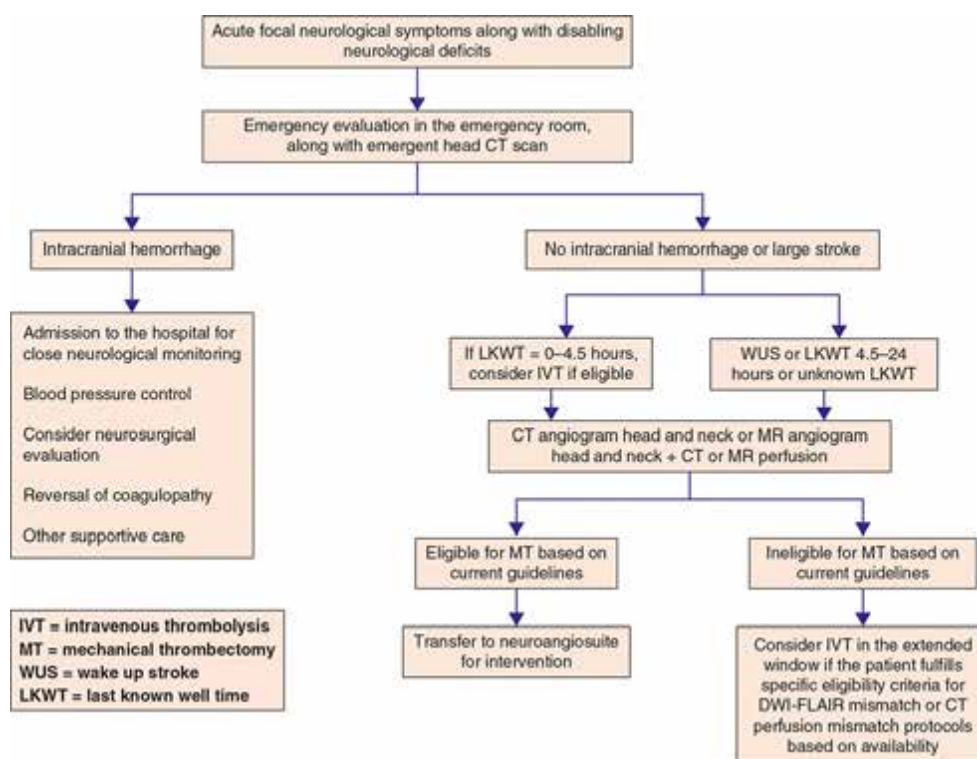 Acute focal neurological symptoms along with disabling
neurological deficits
Emergency evaluation in the emergency room,
along with emergent head CT scan
Intracranial hemorrhage
No intracranial hemorrhage or large stroke
Admission to the hospital for
close neurological monitoring
Blood pressure control
Consider neurosurgical
evaluation
Reversal of coagulopathy
Other supportive care
If LKWT = 0–4.5 hours,
consider IVT if eligible
WUS or LKWT 4.5–24
hours or unknown LKWT
CT angiogram head and neck or MR angiogram
head and neck + CT or MR perfusion
Eligible for MT based on
current guidelines
Ineligible for MT based on
current guidelines
Transfer to neuroangiosuite
for intervention
Consider IVT in the extended
window if the patient fulfills
specific eligibility criteria for
DWI-FLAIR mismatch or CT
perfusion mismatch protocols
based on availability
IVT = intravenous thrombolysis
MT = mechanical thrombectomy
WUS = wake up stroke
LKWT = last known well time